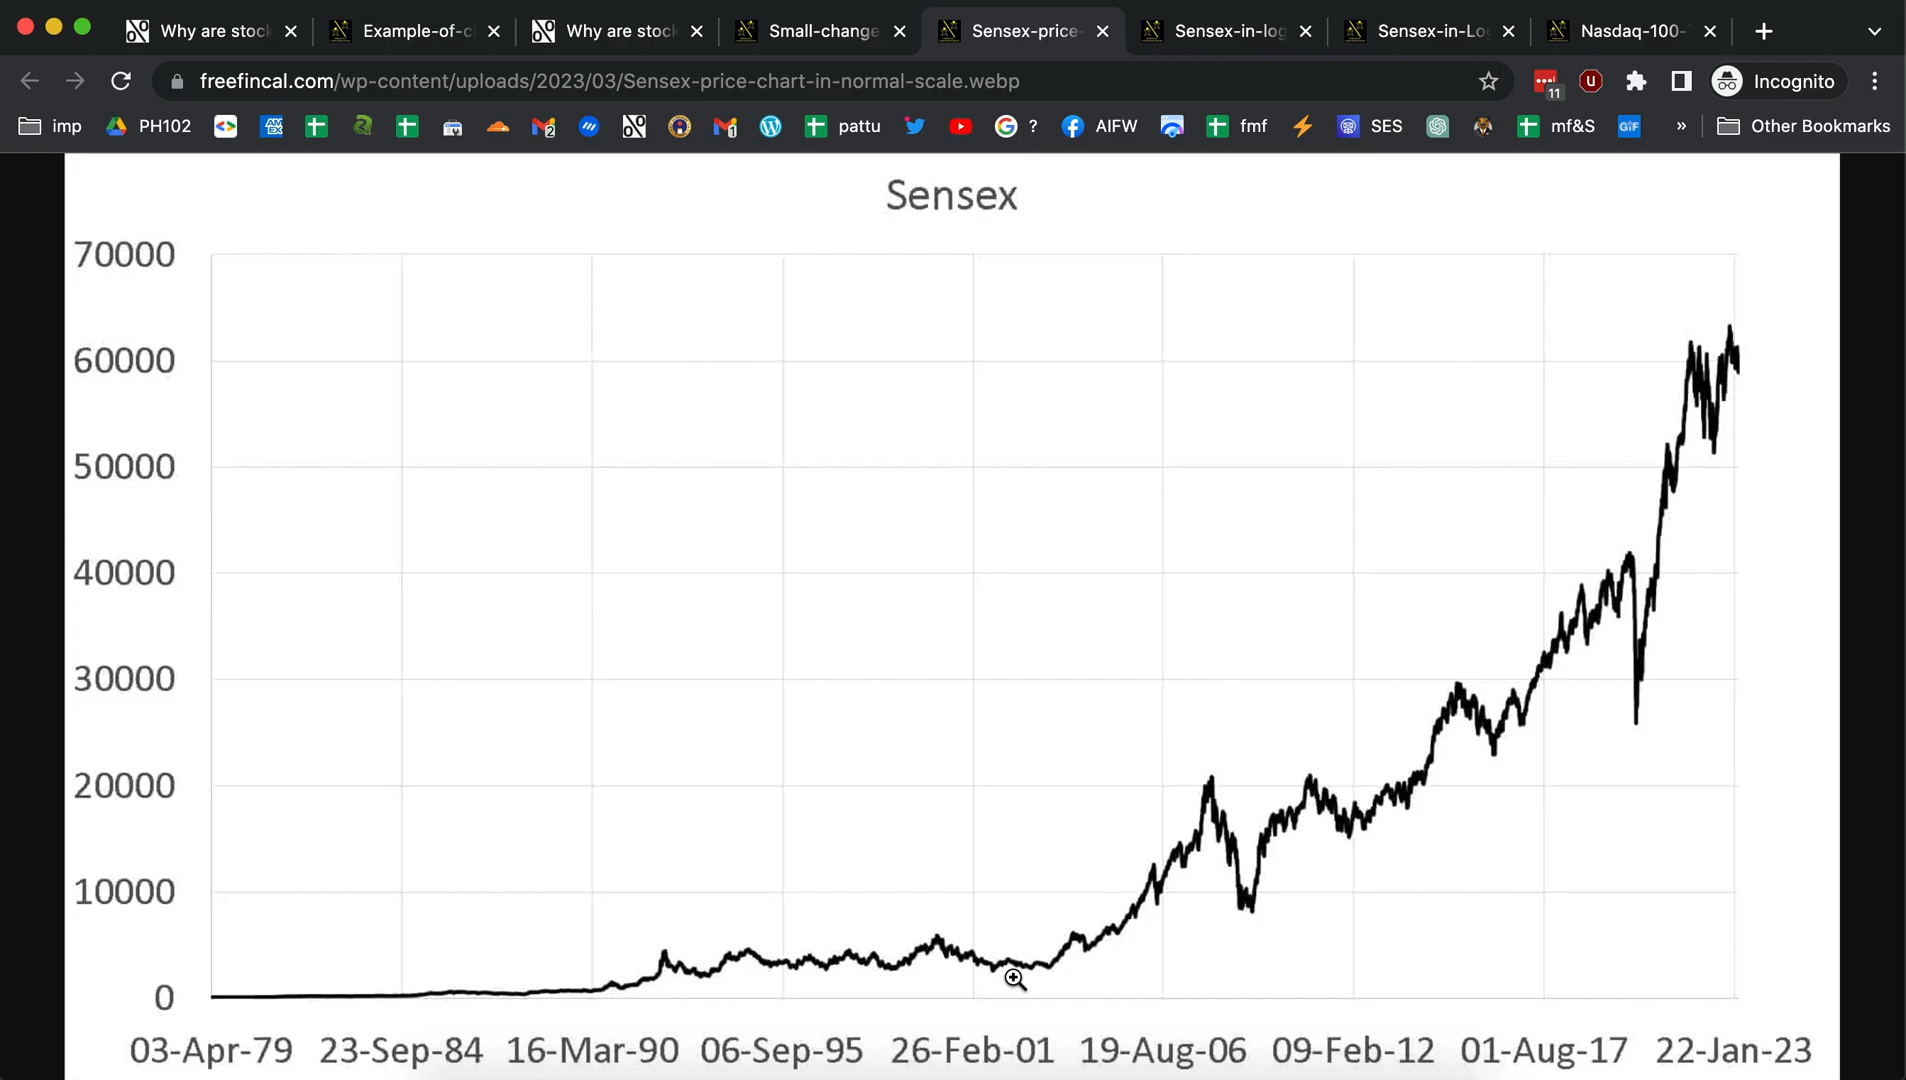 Why are stock
Example-of-c
Why are stock
Small-change
Sensex-price-
Sensex-in-log
Sensex-in-Lo
Nasdaq-100-
freefincal.com/wp-content/uploads/2023/03/Sensex-price-chart-in-normal-scale.webp
11
Incognito
imp
PH102
2
1
pattu
?
AIFW
fmf
SES
mf&S
GIF
»
Other Bookmarks
Sensex
70000
60000
50000
40000
30000
20000
10000
0
03-Apr-79 23-Sep-84 16-Mar-90 06-Sep-95 26-Feb-01 19-Aug-06 09-Feb-12 01-Aug-17 22-Jan-23